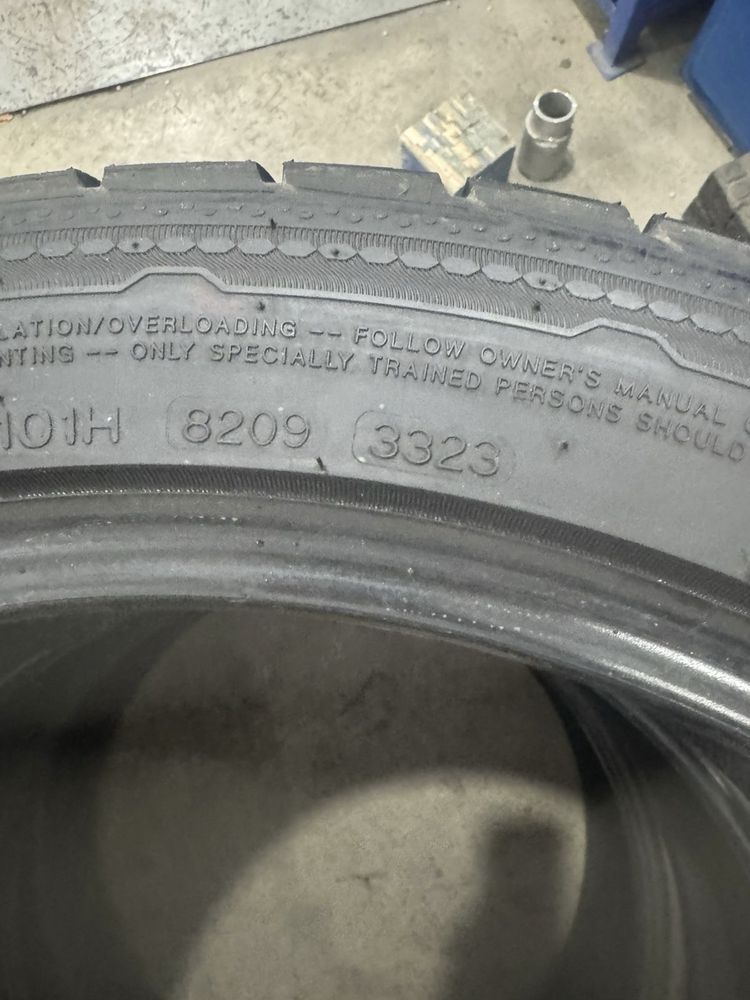 LATION/OVERLOADING -- FOLLOW OWNER'S MANUAL
NTING -- ONLY SPECIALLY TRAINED PERSONS SHOULD
101H 8209 3323